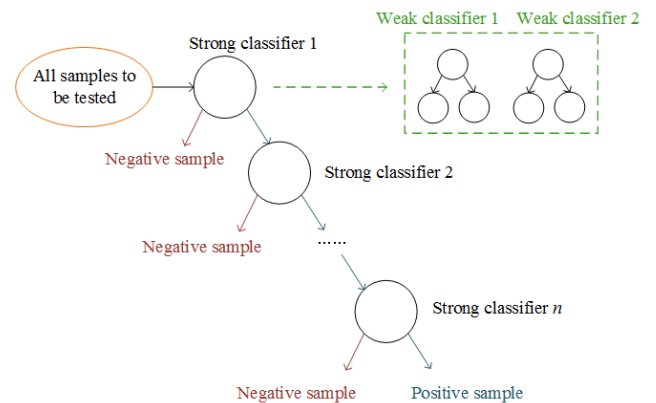 Weak classifier 1 Weak classifier 2
Strong classifier 1
All samples to
be tested
Negative sample
Strong classifier 2
Negative sample
......
Strong classifier n
Negative sample Positive sample